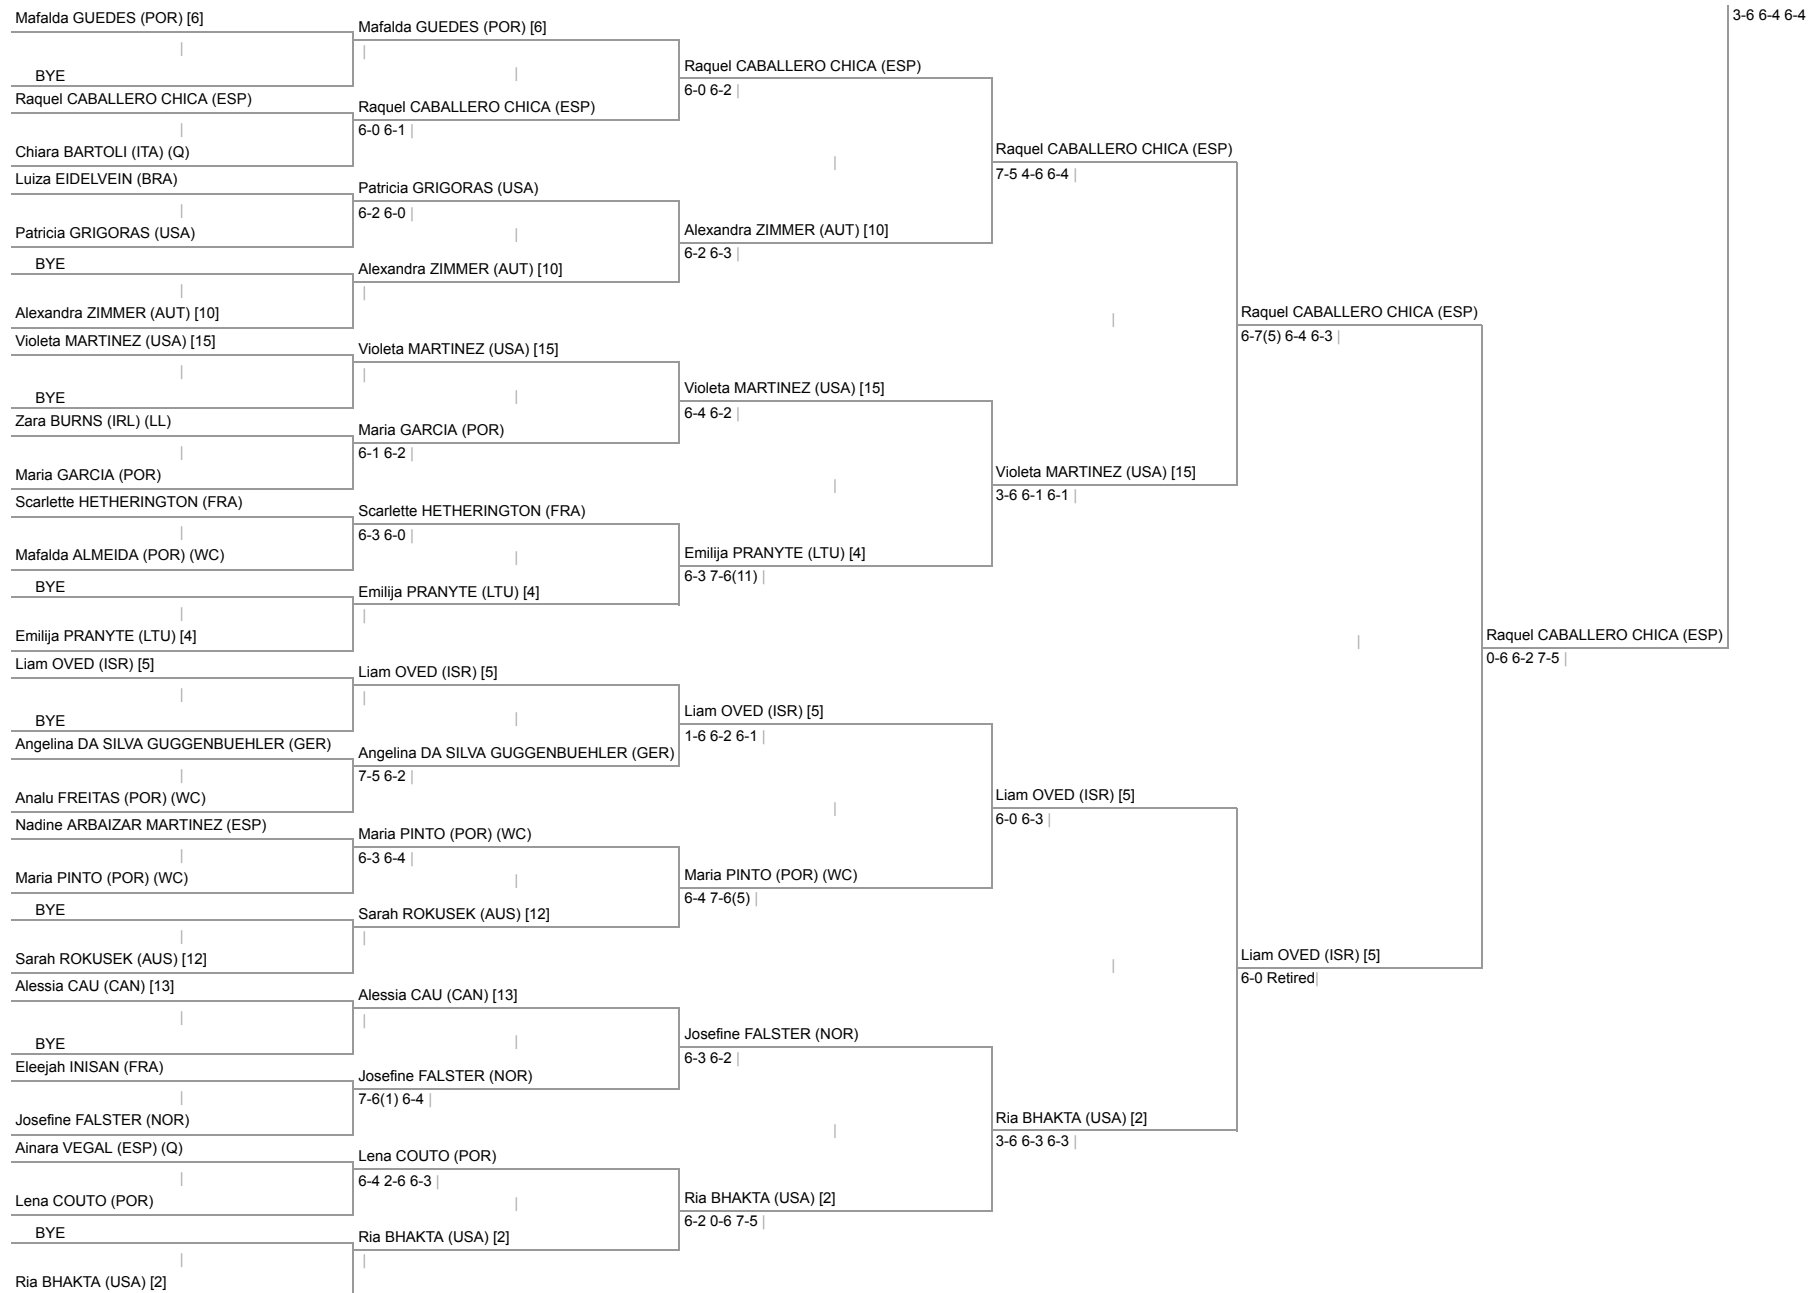 Mafalda GUEDES (POR) [6]
BYE
Raquel CABALLERO CHICA (ESP)
Chiara BARTOLI (ITA) (Q)
Luiza EIDELVEIN (BRA)
Patricia GRIGORAS (USA)
BYE
Alexandra ZIMMER (AUT) [10]
Violeta MARTINEZ (USA) [15]
BYE
Zara BURNS (IRL) (LL)
Maria GARCIA (POR)
Scarlette HETHERINGTON (FRA)
Mafalda ALMEIDA (POR) (WC)
BYE
Emilija PRANYTE (LTU) [4]
Liam OVED (ISR) [5]
BYE
Angelina DA SILVA GUGGENBUEHLER (GER)
Analu FREITAS (POR) (WC)
Nadine ARBAIZAR MARTINEZ (ESP)
Maria PINTO (POR) (WC)
BYE
Sarah ROKUSEK (AUS) [12]
Alessia CAU (CAN) [13]
BYE
Eleejah INISAN (FRA)
Josefine FALSTER (NOR)
Ainara VEGAL (ESP) (Q)
Lena COUTO (POR)
BYE
Ria BHAKTA (USA) [2]
Mafalda GUEDES (POR) [6]
Raquel CABALLERO CHICA (ESP)
6-0 6-1
Patricia GRIGORAS (USA)
6-2 6-0
Alexandra ZIMMER (AUT) [10]
Violeta MARTINEZ (USA) [15]
Maria GARCIA (POR)
6-1 6-2
Scarlette HETHERINGTON (FRA)
6-3 6-0
Emilija PRANYTE (LTU) [4]
Liam OVED (ISR) [5]
Angelina DA SILVA GUGGENBUEHLER (GER)
7-5 6-2
Maria PINTO (POR) (WC)
6-3 6-4
Sarah ROKUSEK (AUS) [12]
Alessia CAU (CAN) [13]
Josefine FALSTER (NOR)
7-6(1) 6-4
Lena COUTO (POR)
6-4 2-6 6-3
Ria BHAKTA (USA) [2]
Raquel CABALLERO CHICA (ESP)
6-0 6-2
Alexandra ZIMMER (AUT) [10]
6-2 6-3
Violeta MARTINEZ (USA) [15]
6-4 6-2
Emilija PRANYTE (LTU) [4]
6-3 7-6(11)
Liam OVED (ISR) [5]
1-6 6-2 6-1
Maria PINTO (POR) (WC)
6-4 7-6(5)
Josefine FALSTER (NOR)
6-3 6-2
Ria BHAKTA (USA) [2]
6-2 0-6 7-5
Raquel CABALLERO CHICA (ESP)
7-5 4-6 6-4
Violeta MARTINEZ (USA) [15]
3-6 6-1 6-1
Liam OVED (ISR) [5]
6-0 6-3
Ria BHAKTA (USA) [2]
3-6 6-3 6-3
Raquel CABALLERO CHICA (ESP)
6-7(5) 6-4 6-3
Liam OVED (ISR) [5]
6-0 Retired
Raquel CABALLERO CHICA (ESP)
0-6 6-2 7-5
3-6 6-4 6-4